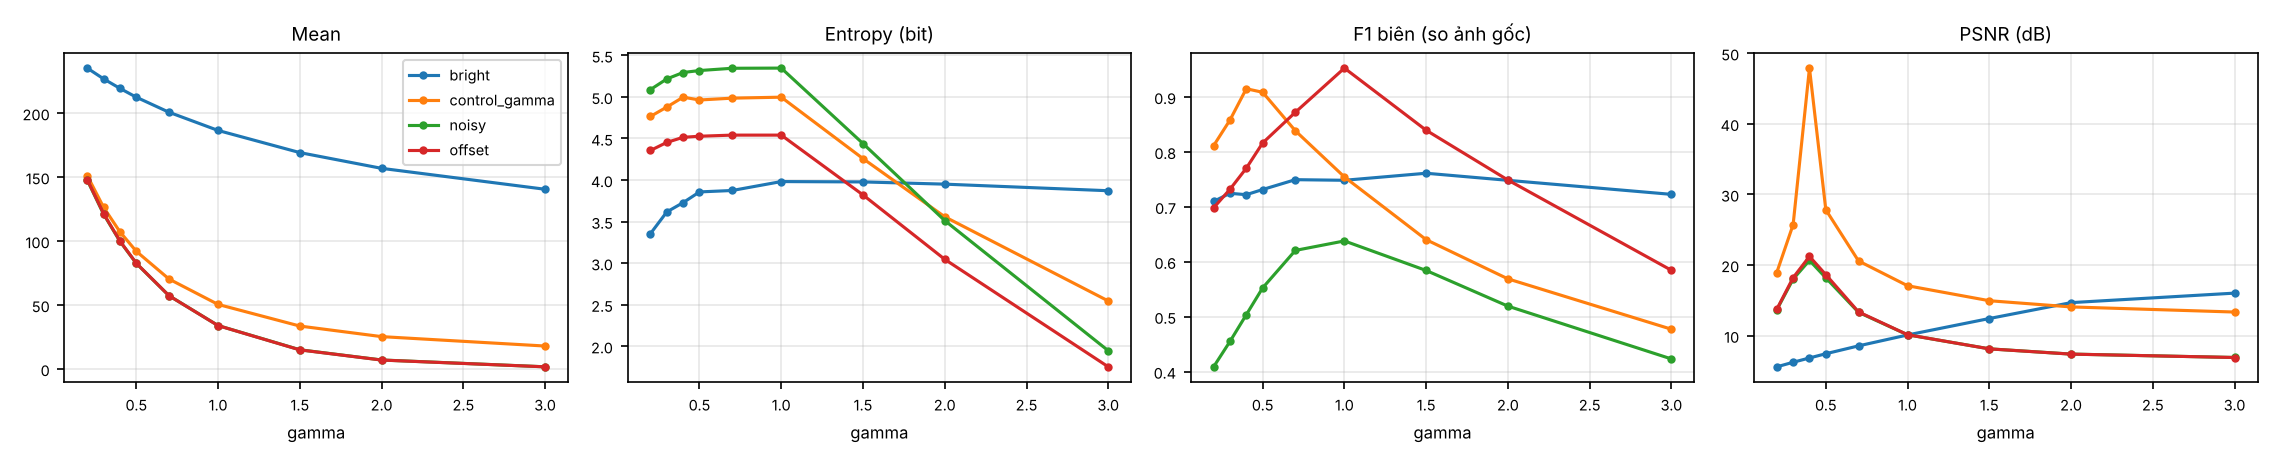 Mean
200
150
100
50
0
0.5 1.0 1.5 2.0 2.5 3.0
gamma
bright
control_gamma
noisy
offset
Entropy (bit)
5.5
5.0
4.5
4.0
3.5
3.0
2.5
2.0
0.5 1.0 1.5 2.0 2.5 3.0
gamma
F1 biên (so ảnh gốc)
0.9
0.8
0.7
0.6
0.5
0.4
0.5 1.0 1.5 2.0 2.5 3.0
gamma
PSNR (dB)
50
40
30
20
10
0.5 1.0 1.5 2.0 2.5 3.0
gamma